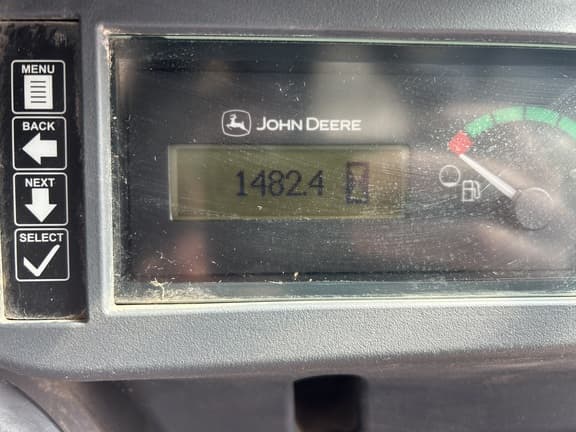 MENU
BACK
NEXT
SELECT
JOHN DEERE
1482.4